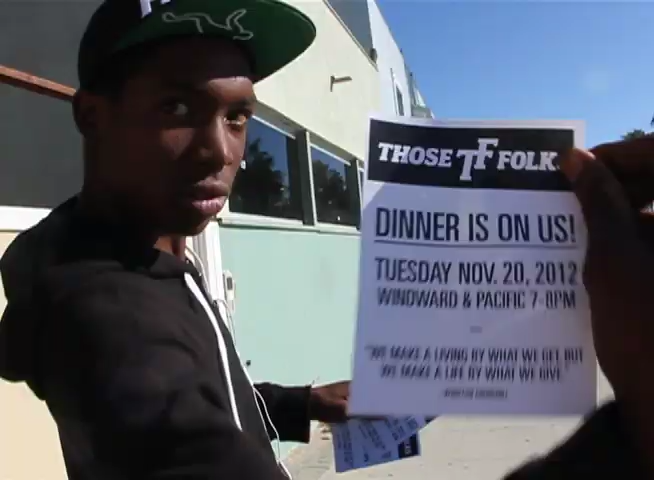 THOSE TF FOLK.
DINNER IS ON US!
TUESDAY NOV. 20, 2012
WINDWARD & PACIFIC 7-8PM
"WE MAKE A LIVING BY WHAT WE GET, BUT
WE MAKE A LIFE BY WHAT WE GIVE"